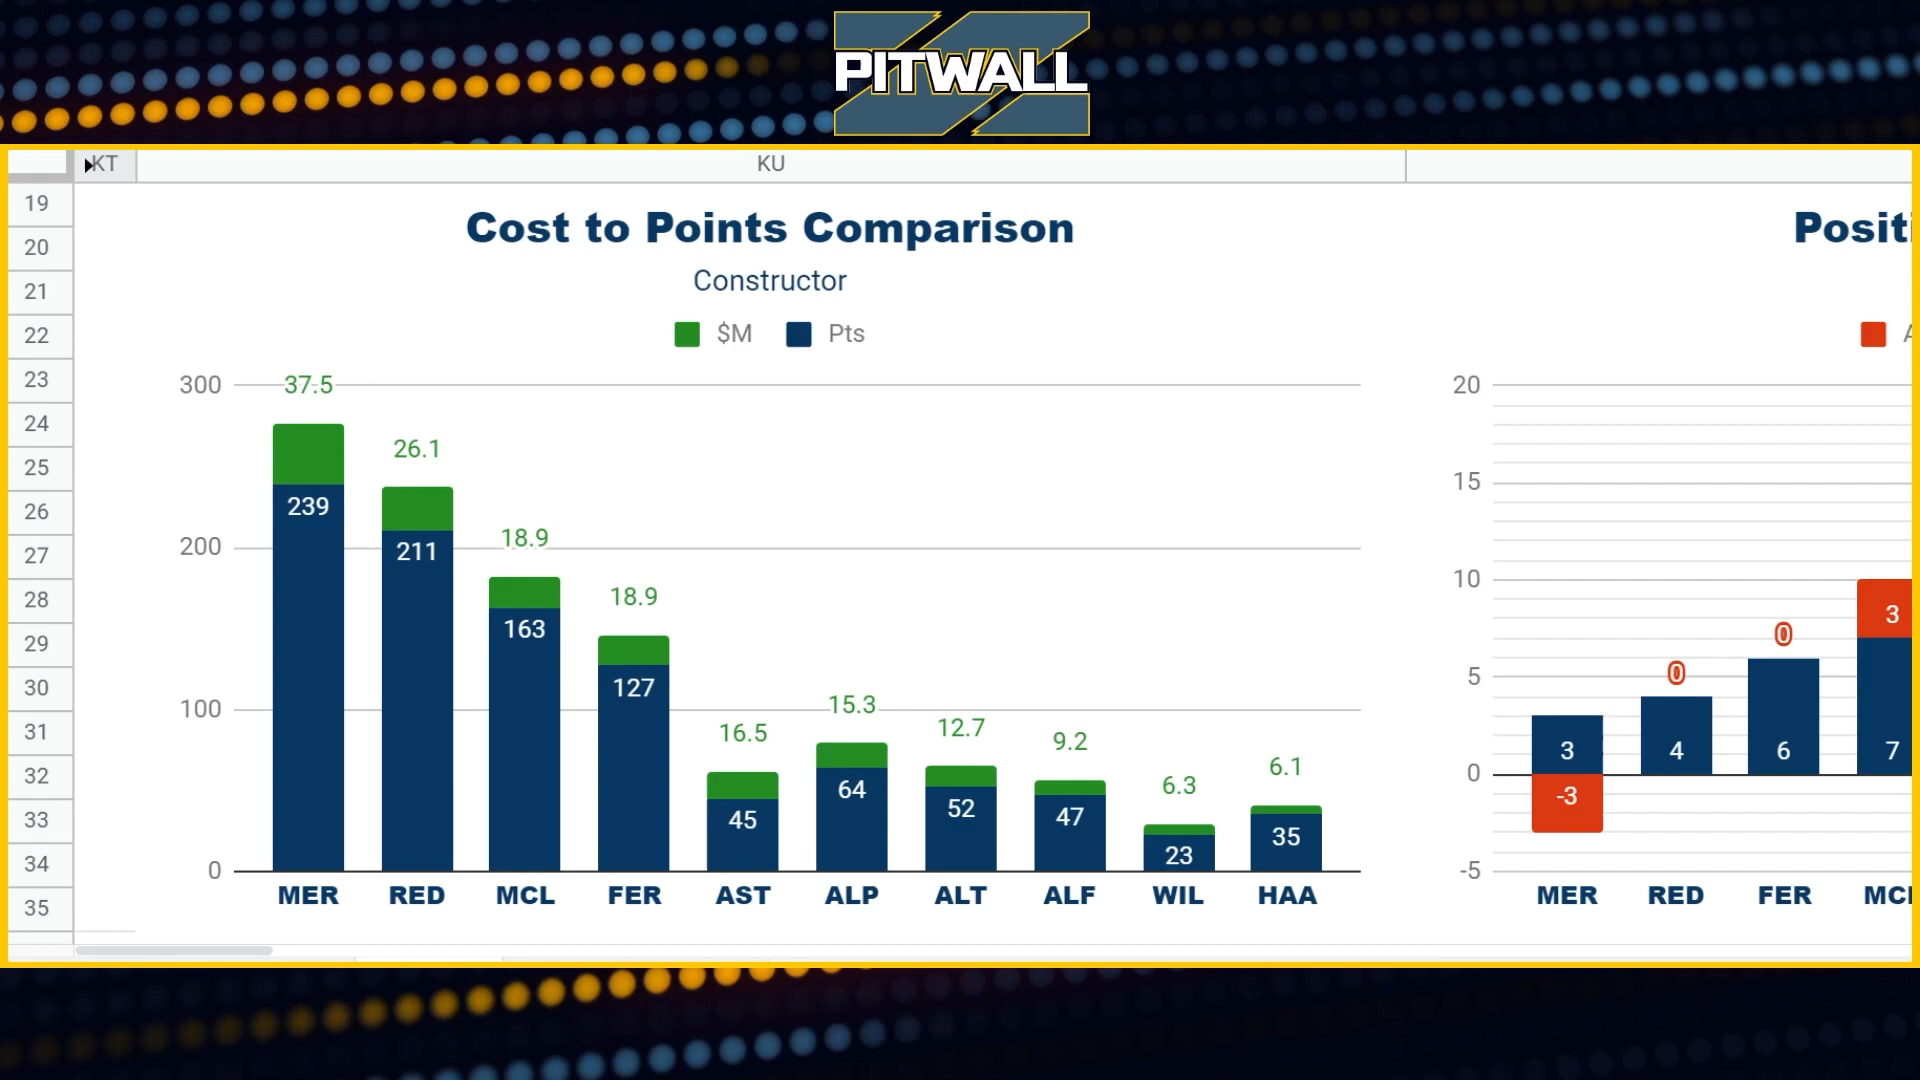 PITWALL
KT
KU
19
20
21
22
23
24
25
26
27
28
29
30
31
32
33
34
35
Cost to Points Comparison
Constructor
$M
Pts
300
200
100
0
37.5
26.1
18.9
18.9
16.5
15.3
12.7
9.2
6.3
6.1
239
211
163
127
45
64
52
47
23
35
MER
RED
MCL
FER
AST
ALP
ALT
ALF
WIL
HAA
20
15
10
5
0
-5
0
0
3
3
4
6
7
-3
MER
RED
FER